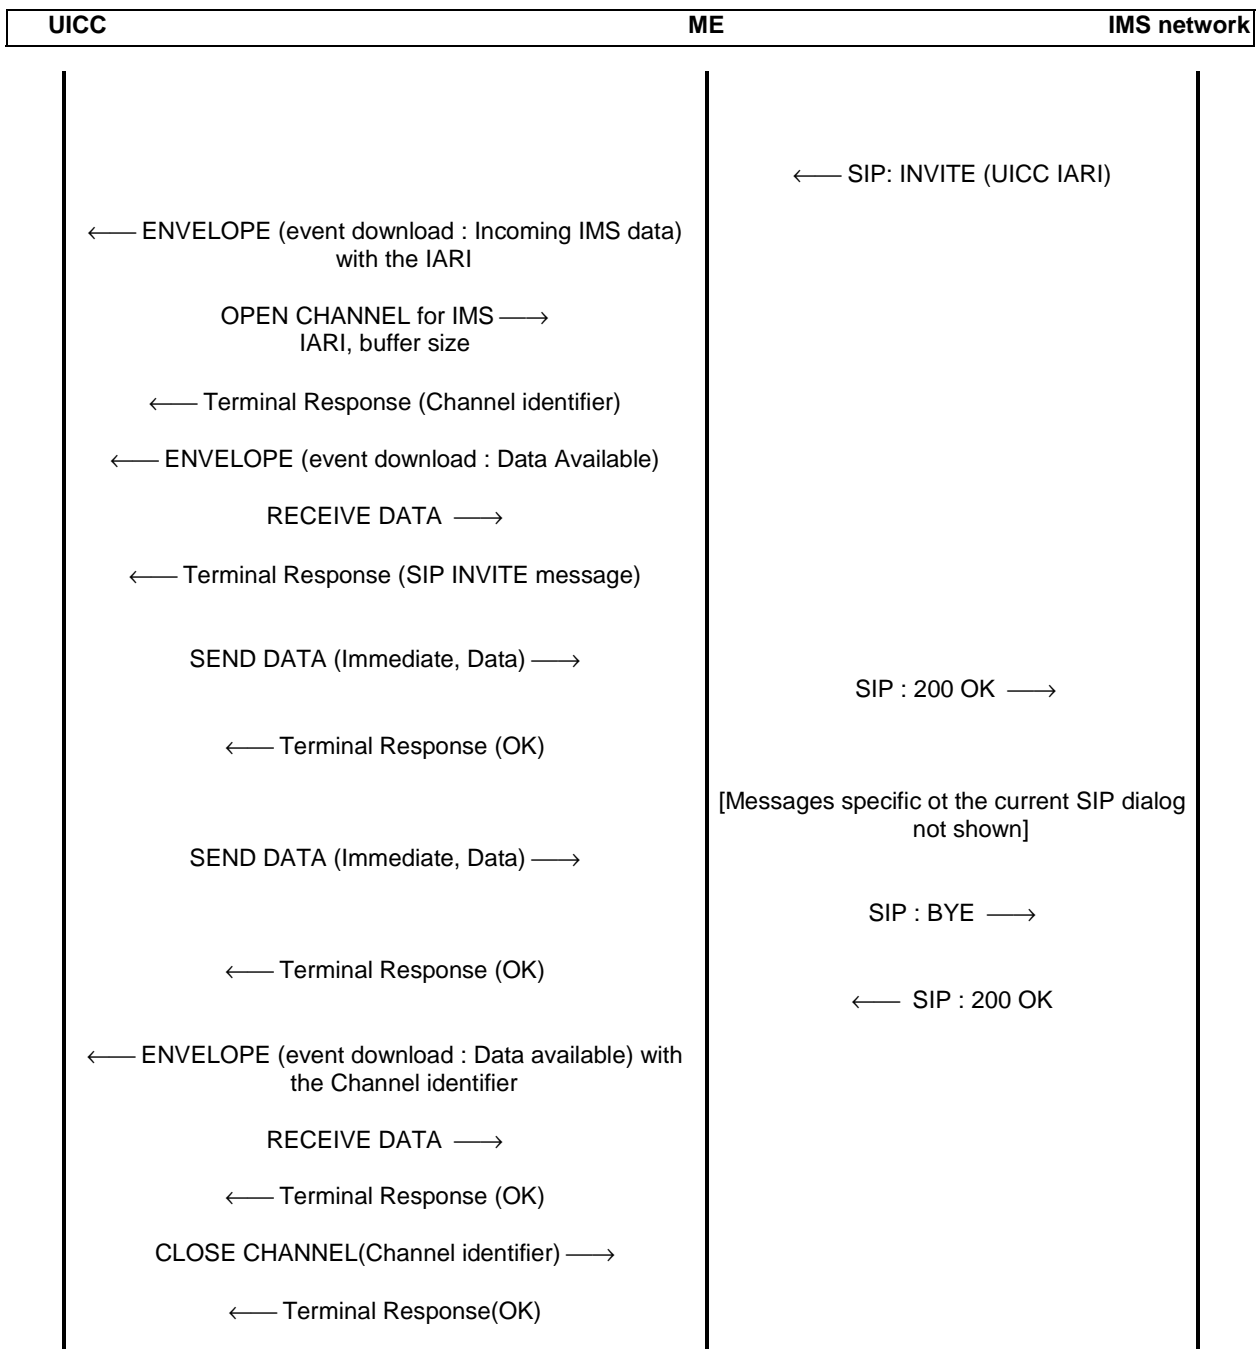 UICC ME IMS network
← SIP: INVITE (UICC IARI)
← ENVELOPE (event download : Incoming IMS data)
with the IARI
OPEN CHANNEL for IMS →
IARI, buffer size
← Terminal Response (Channel identifier)
← ENVELOPE (event download : Data Available)
RECEIVE DATA →
← Terminal Response (SIP INVITE message)
SEND DATA (Immediate, Data) →
SIP : 200 OK →
← Terminal Response (OK)
[Messages specific ot the current SIP dialog
not shown]
SEND DATA (Immediate, Data) →
SIP : BYE →
← Terminal Response (OK)
← SIP : 200 OK
← ENVELOPE (event download : Data available) with
the Channel identifier
RECEIVE DATA →
← Terminal Response (OK)
CLOSE CHANNEL(Channel identifier) →
← Terminal Response(OK)